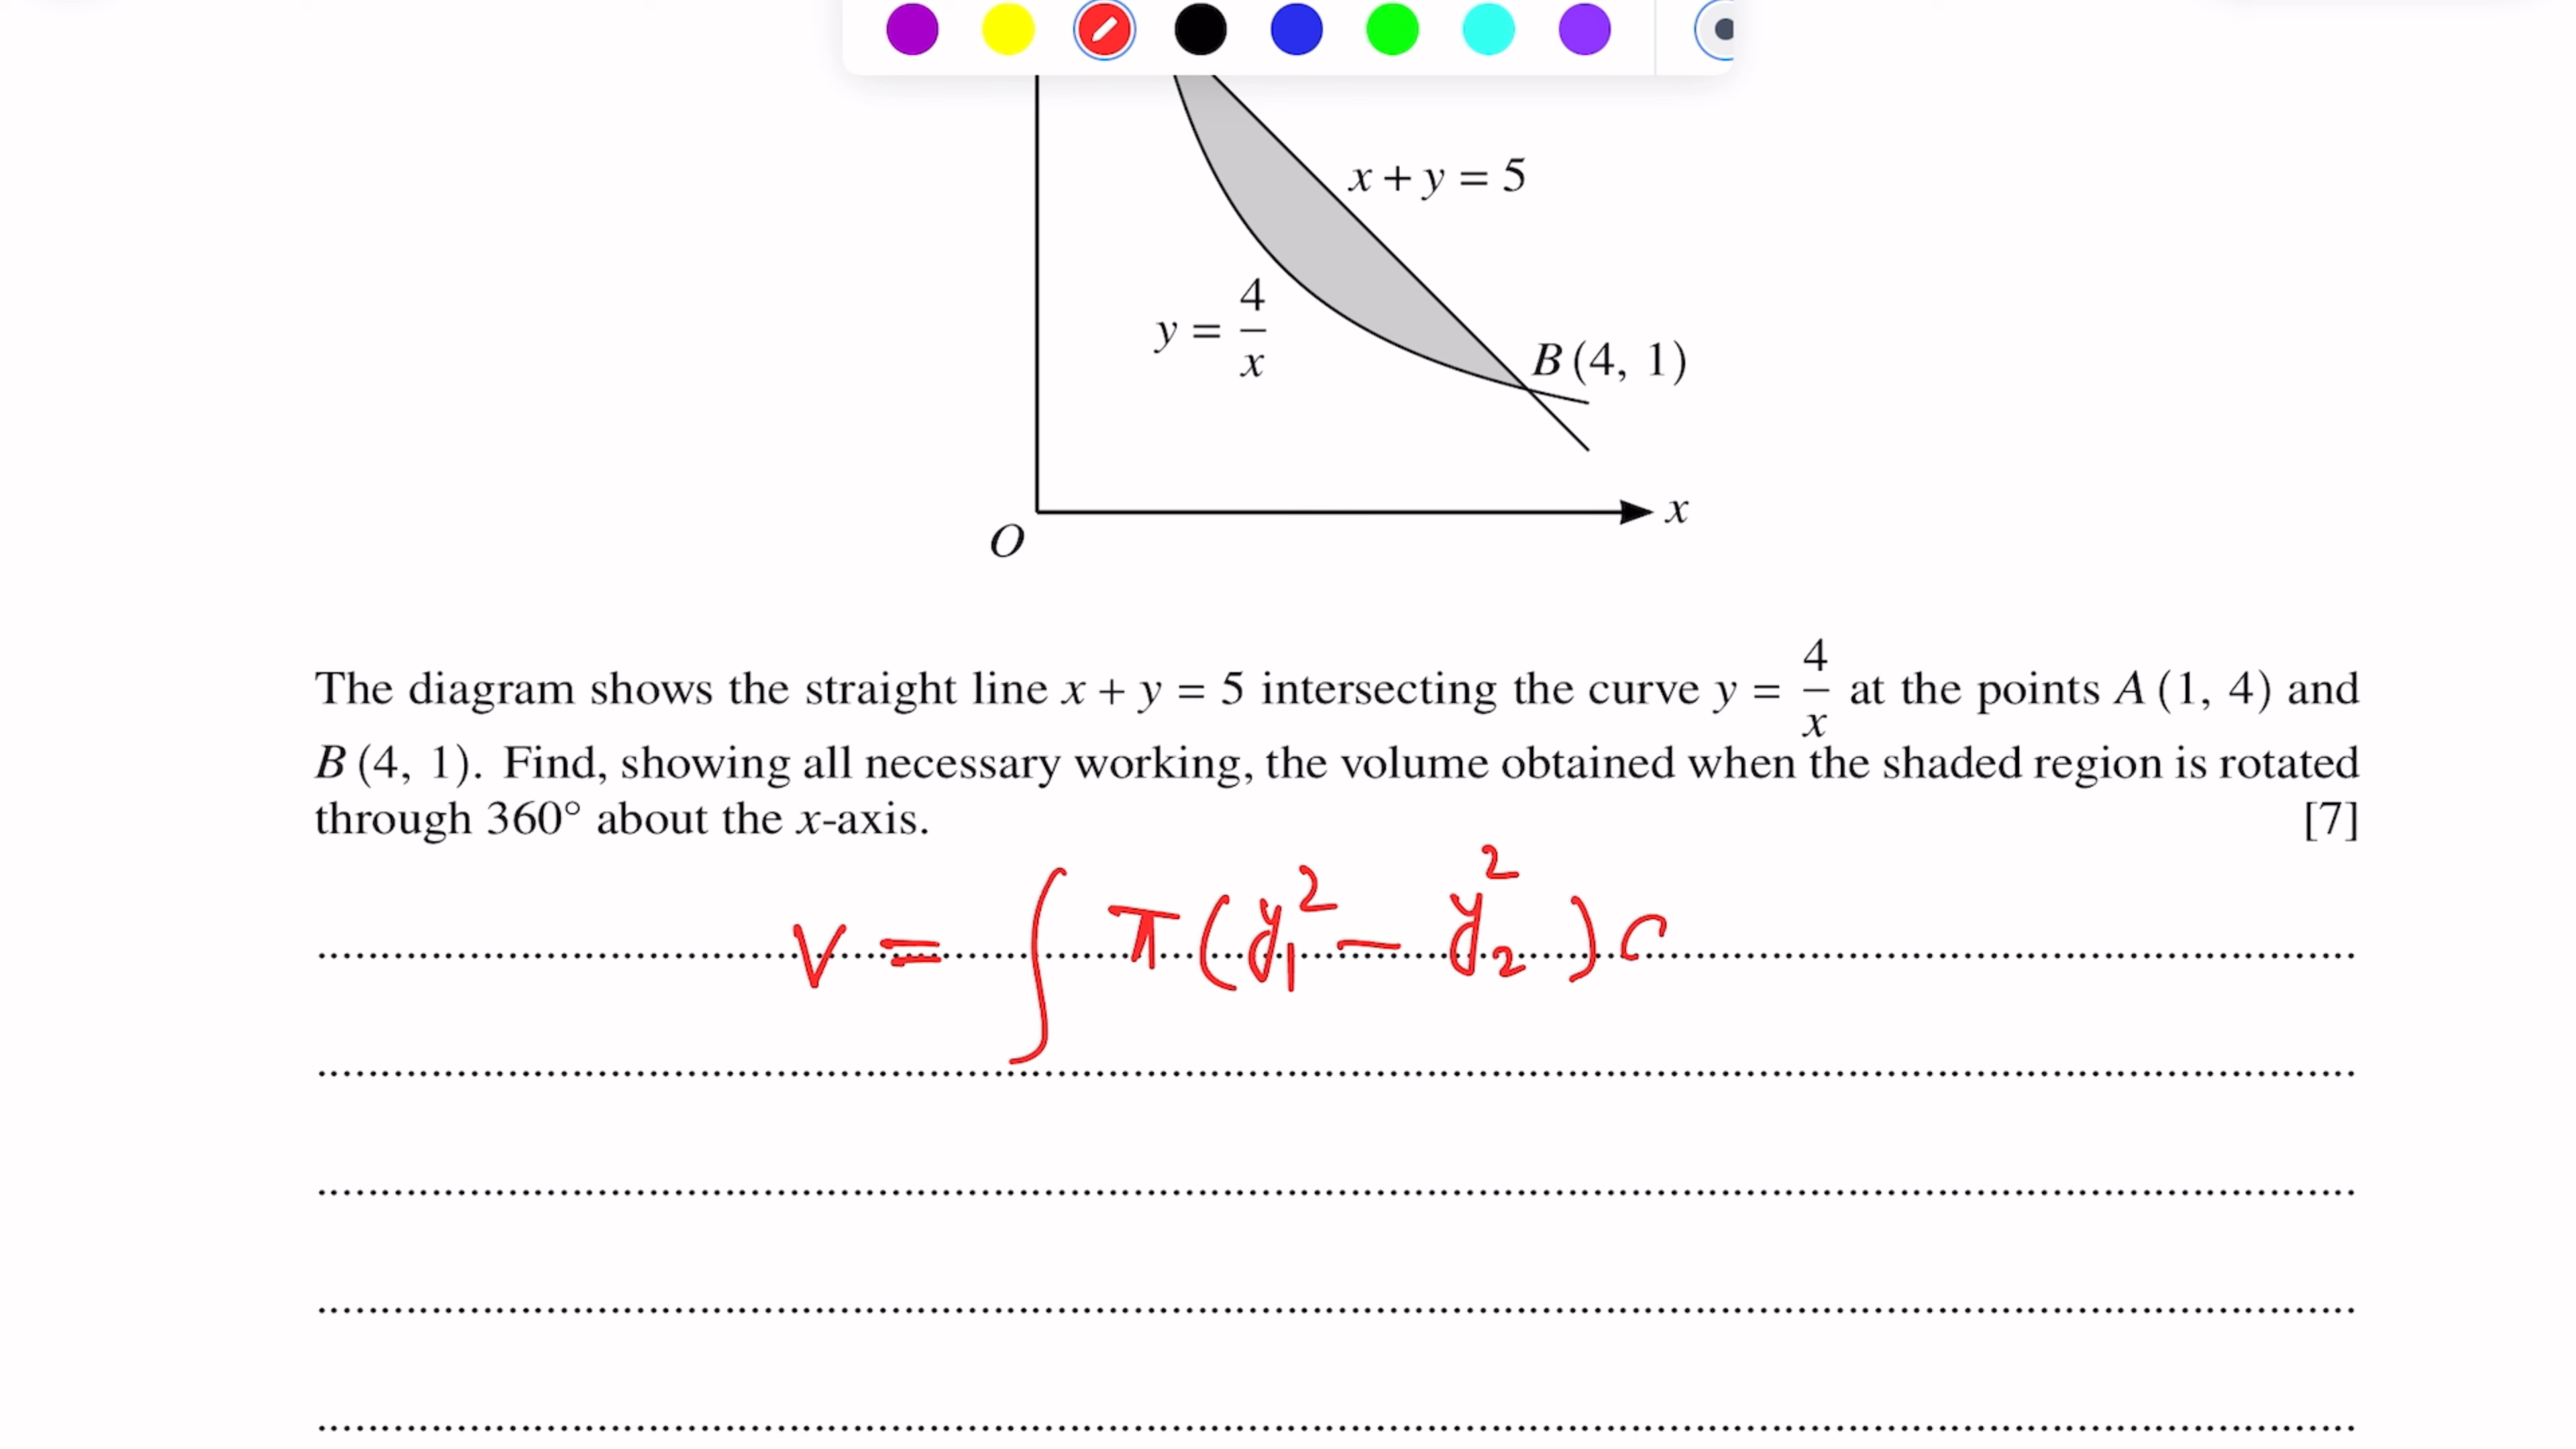 x + y = 5
y = 4/x
B (4, 1)
x
O
The diagram shows the straight line x + y = 5 intersecting the curve y = 4/x at the points A (1, 4) and
B (4, 1). Find, showing all necessary working, the volume obtained when the shaded region is rotated
through 360° about the x-axis. [7]
V = ∫ π (y₁² − y₂²) c